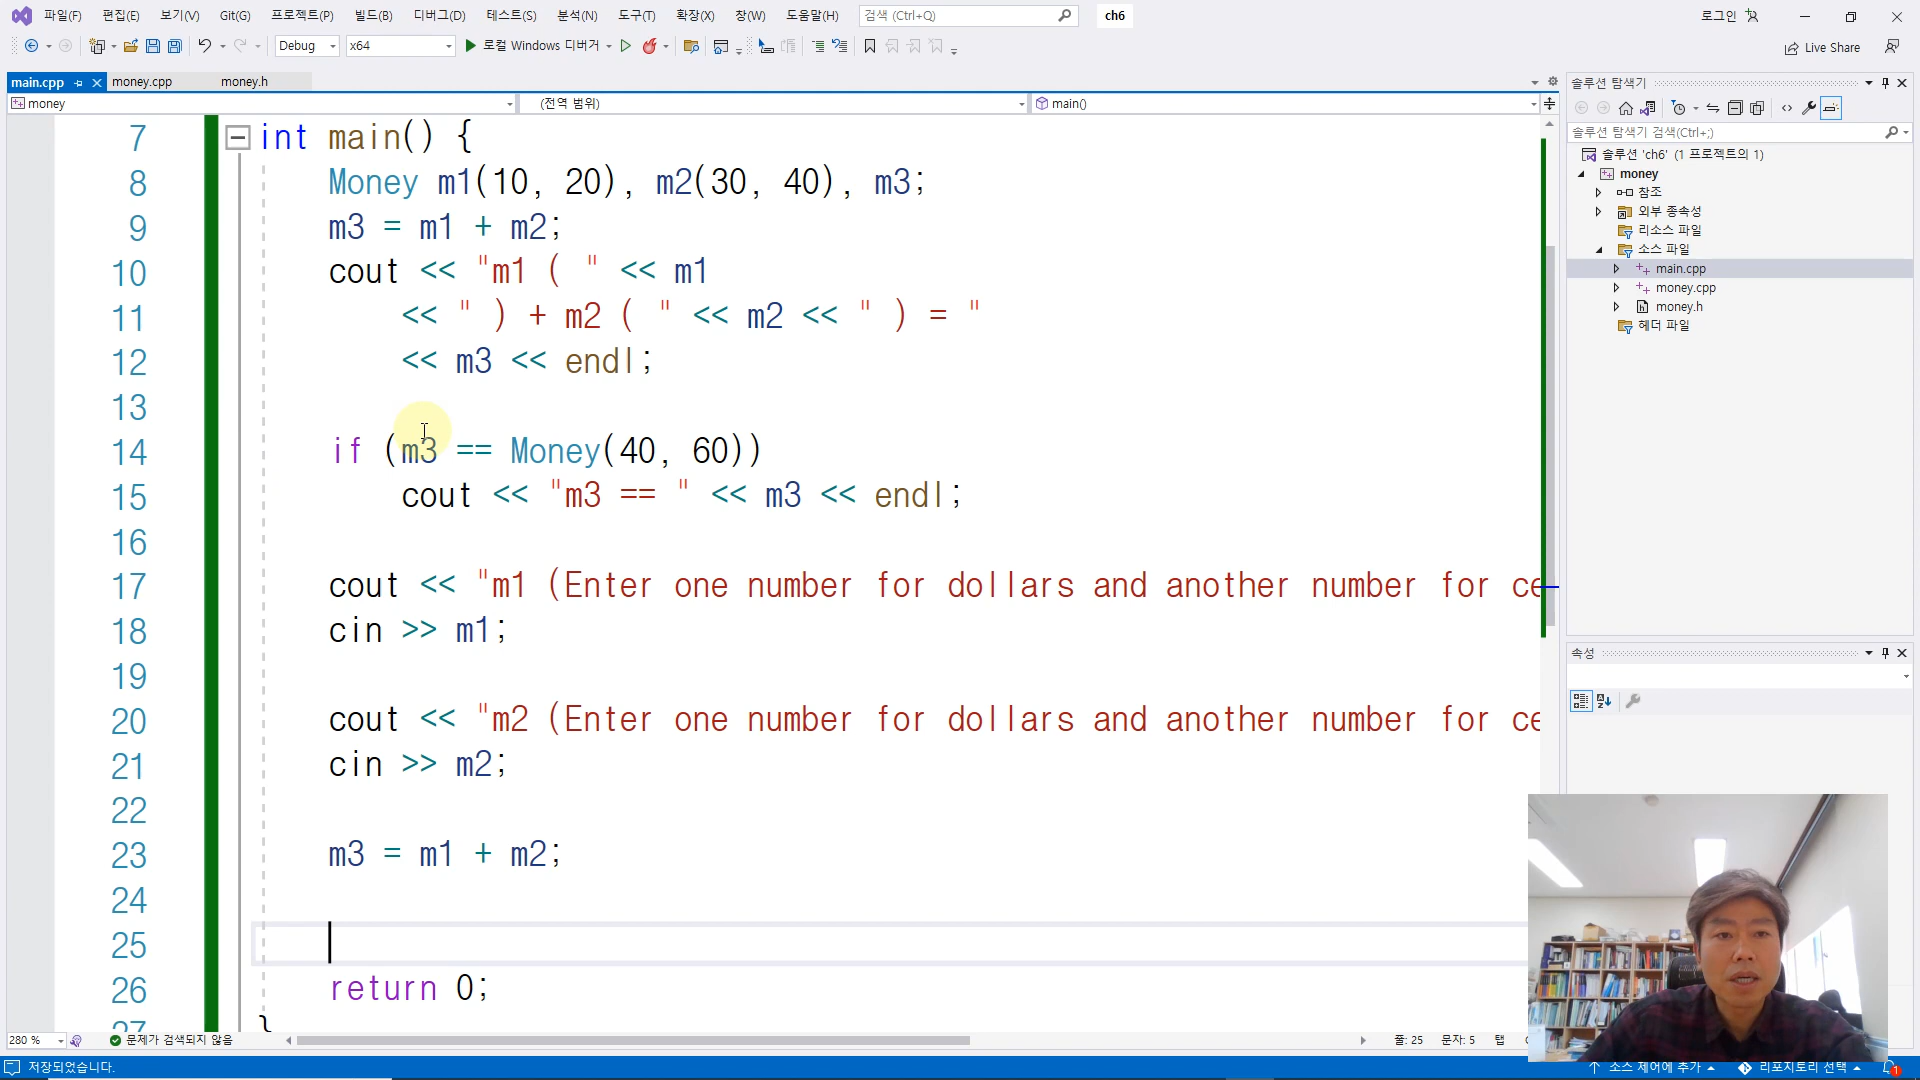 파일(F) 편집(E) 보기(V) Git(G) 프로젝트(P) 빌드(B) 디버그(D) 테스트(S) 분석(N) 도구(T) 확장(X) 창(W) 도움말(H) 검색 (Ctrl+Q) ch6 로그인
Debug x64 로컬 Windows 디버거 Live Share
main.cpp money.cpp money.h
money (전역 범위) main()
7 int main() {
8 Money m1(10, 20), m2(30, 40), m3;
9 m3 = m1 + m2;
10 cout << "m1 ( " << m1
11 << " ) + m2 ( " << m2 << " ) = "
12 << m3 << endl;
13
14 if (m3 == Money(40, 60))
15 cout << "m3 == " << m3 << endl;
16
17 cout << "m1 (Enter one number for dollars and another number for ce
18 cin >> m1;
19
20 cout << "m2 (Enter one number for dollars and another number for ce
21 cin >> m2;
22
23 m3 = m1 + m2;
24
25
26 return 0;
27 }
280 % 문제가 검색되지 않음 줄: 25 문자: 5 탭
저장되었습니다. 소스 제어에 추가 리포지토리 선택 1
솔루션 탐색기
솔루션 탐색기 검색(Ctrl+;)
솔루션 'ch6' (1 프로젝트의 1)
money
참조
외부 종속성
리소스 파일
소스 파일
main.cpp
money.cpp
money.h
헤더 파일
속성